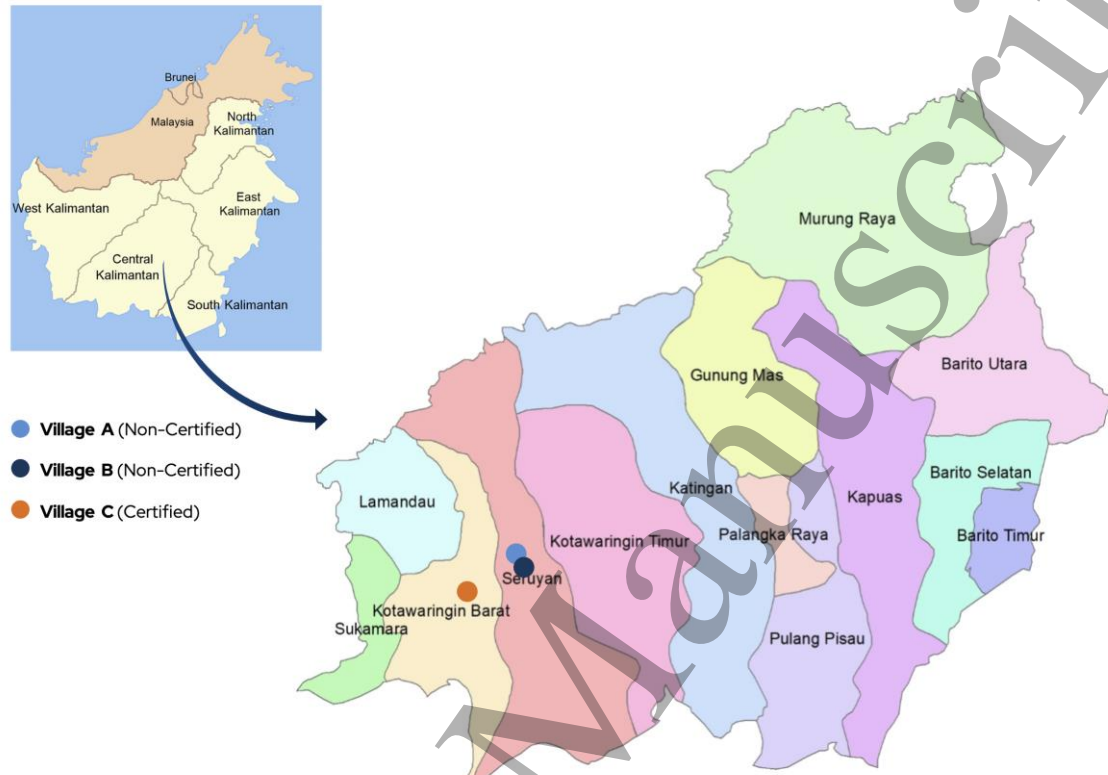 Brunei
Malaysia
North
Kalimantan
East
Kalimantan
West Kalimantan
Central
Kalimantan
South Kalimantan
Village A (Non-Certified)
Village B (Non-Certified)
Village C (Certified)
Murung Raya
Barito Utara
Gunung Mas
Barito Selatan
Katingan
Kapuas
Lamandau
Palangka Raya
Barito Timur
Kotawaringin Timur
Seruyan
Kotawaringin Barat
Sukamara
Pulang Pisau
Manuscri